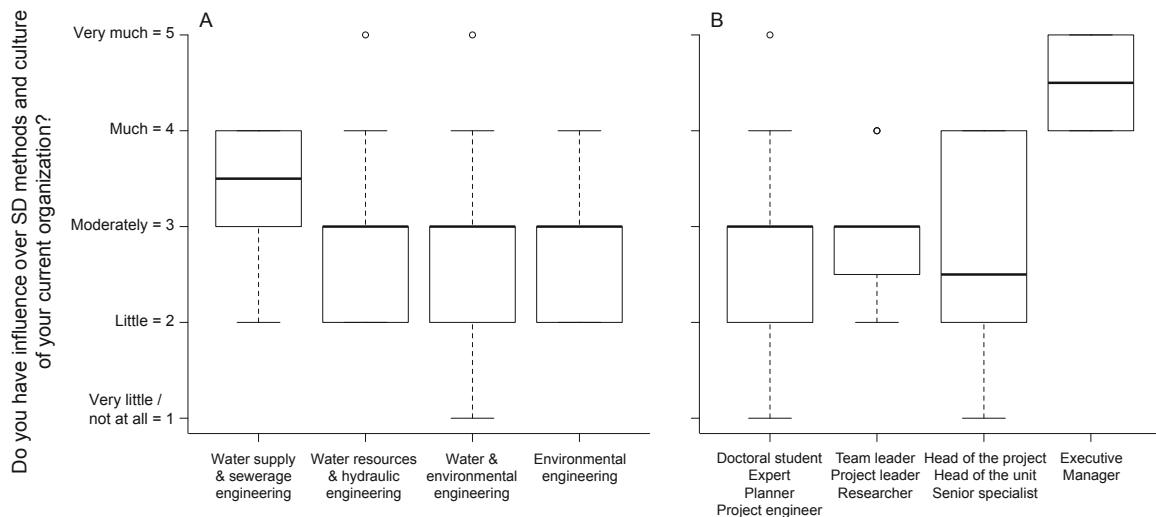 Do you have influence over SD methods and culture
of your current organization?
A
Very much = 5
Much = 4
Moderately = 3
Little = 2
Very little /
not at all = 1
Water supply
& sewerage
engineering
Water resources
& hydraulic
engineering
Water &
environmental
engineering
Environmental
engineering
B
Doctoral student
Expert
Planner
Project engineer
Team leader
Project leader
Researcher
Head of the project
Head of the unit
Senior specialist
Executive
Manager